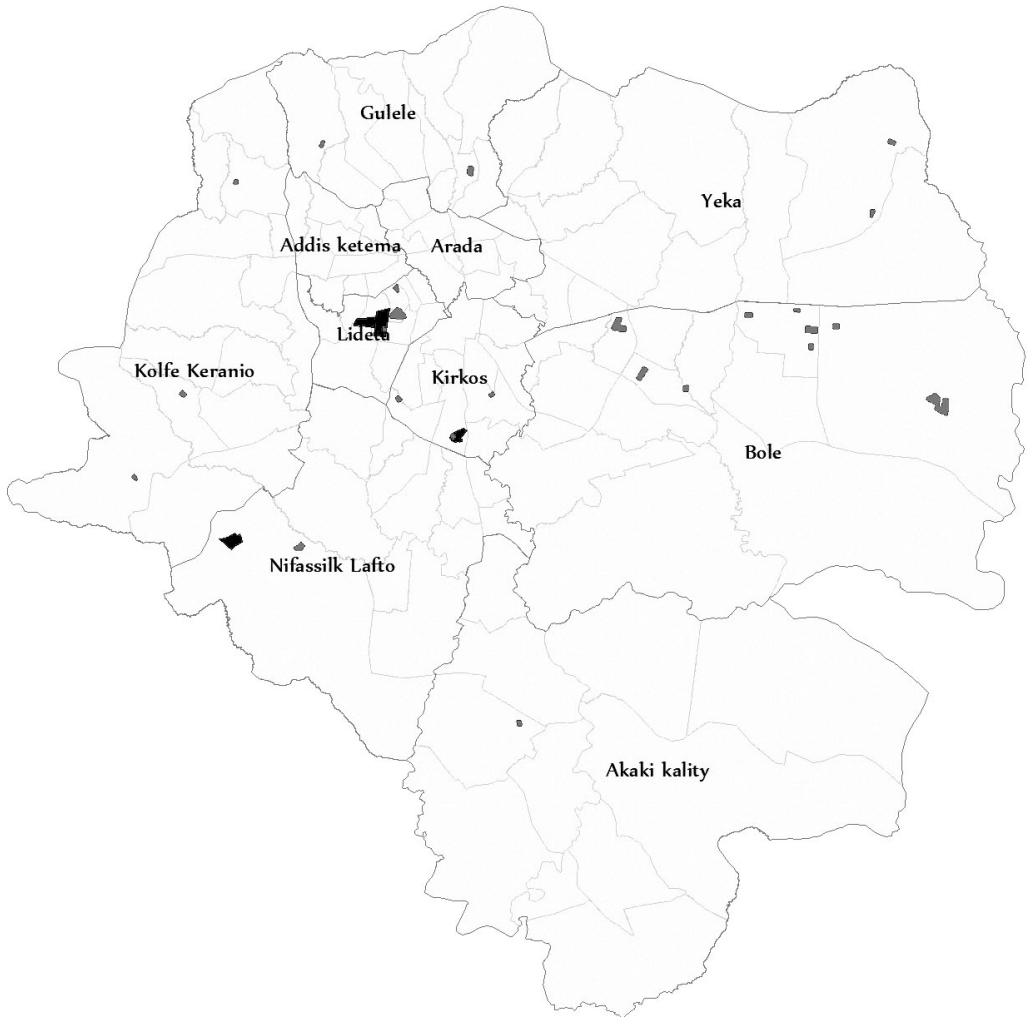 Gulele
Yeka
Addis ketema
Arada
Lideta
Kolfe Keranio
Kirkos
Bole
Nifassilk Lafto
Akaki kality